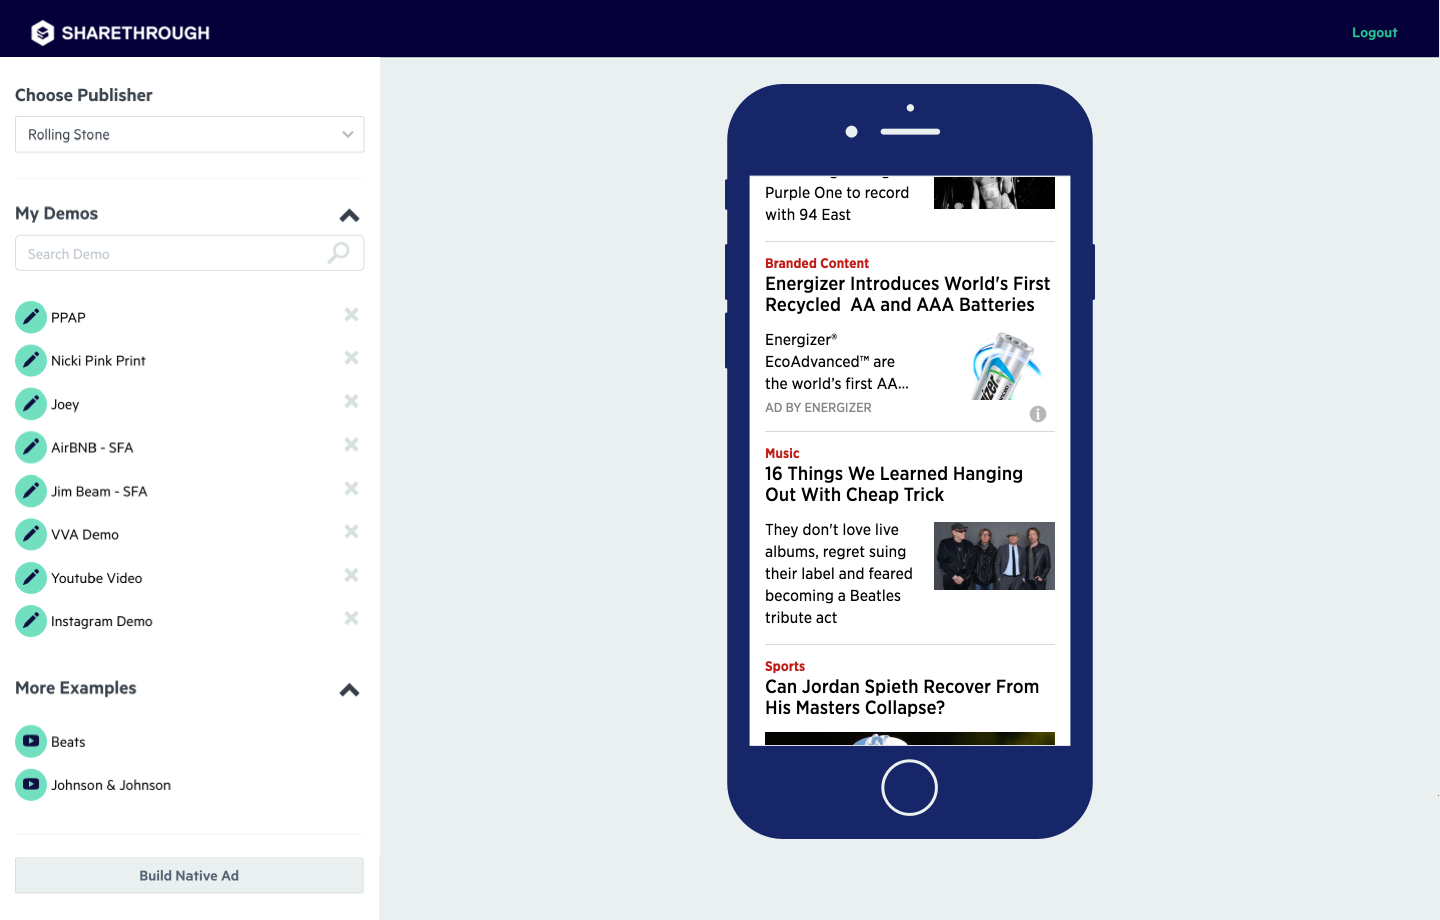 SHARETHROUGH
Logout
Choose Publisher
Rolling Stone
My Demos
Search Demo
PPAP
Nicki Pink Print
Joey
AirBNB - SFA
Jim Beam - SFA
VVA Demo
Youtube Video
Instagram Demo
More Examples
Beats
Johnson & Johnson
Build Native Ad
Purple One to record
with 94 East
Branded Content
Energizer Introduces World's First
Recycled AA and AAA Batteries
Energizer®
EcoAdvanced™ are
the world's first AA...
AD BY ENERGIZER
Music
16 Things We Learned Hanging
Out With Cheap Trick
They don't love live
albums, regret suing
their label and feared
becoming a Beatles
tribute act
Sports
Can Jordan Spieth Recover From
His Masters Collapse?